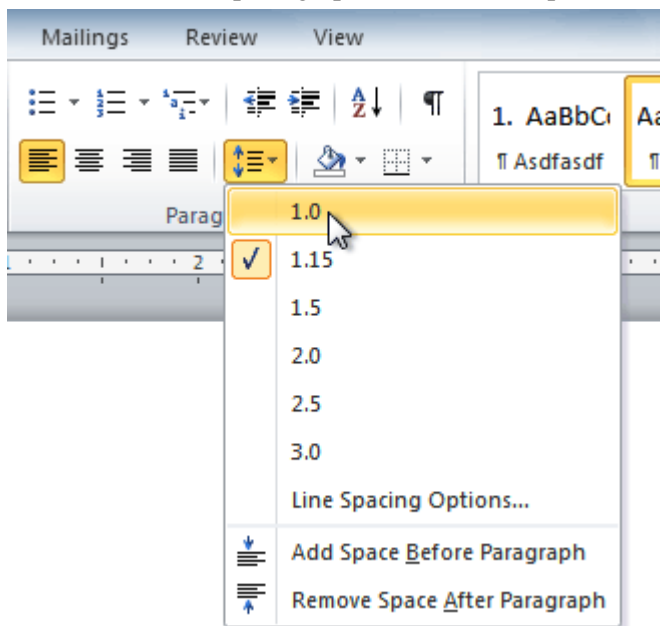 Mailings Review View
1. AaBbC
¶ Asdfasdf ¶
Parag
1.0
2
1.15
1.5
2.0
2.5
3.0
Line Spacing Options...
Add Space Before Paragraph
Remove Space After Paragraph